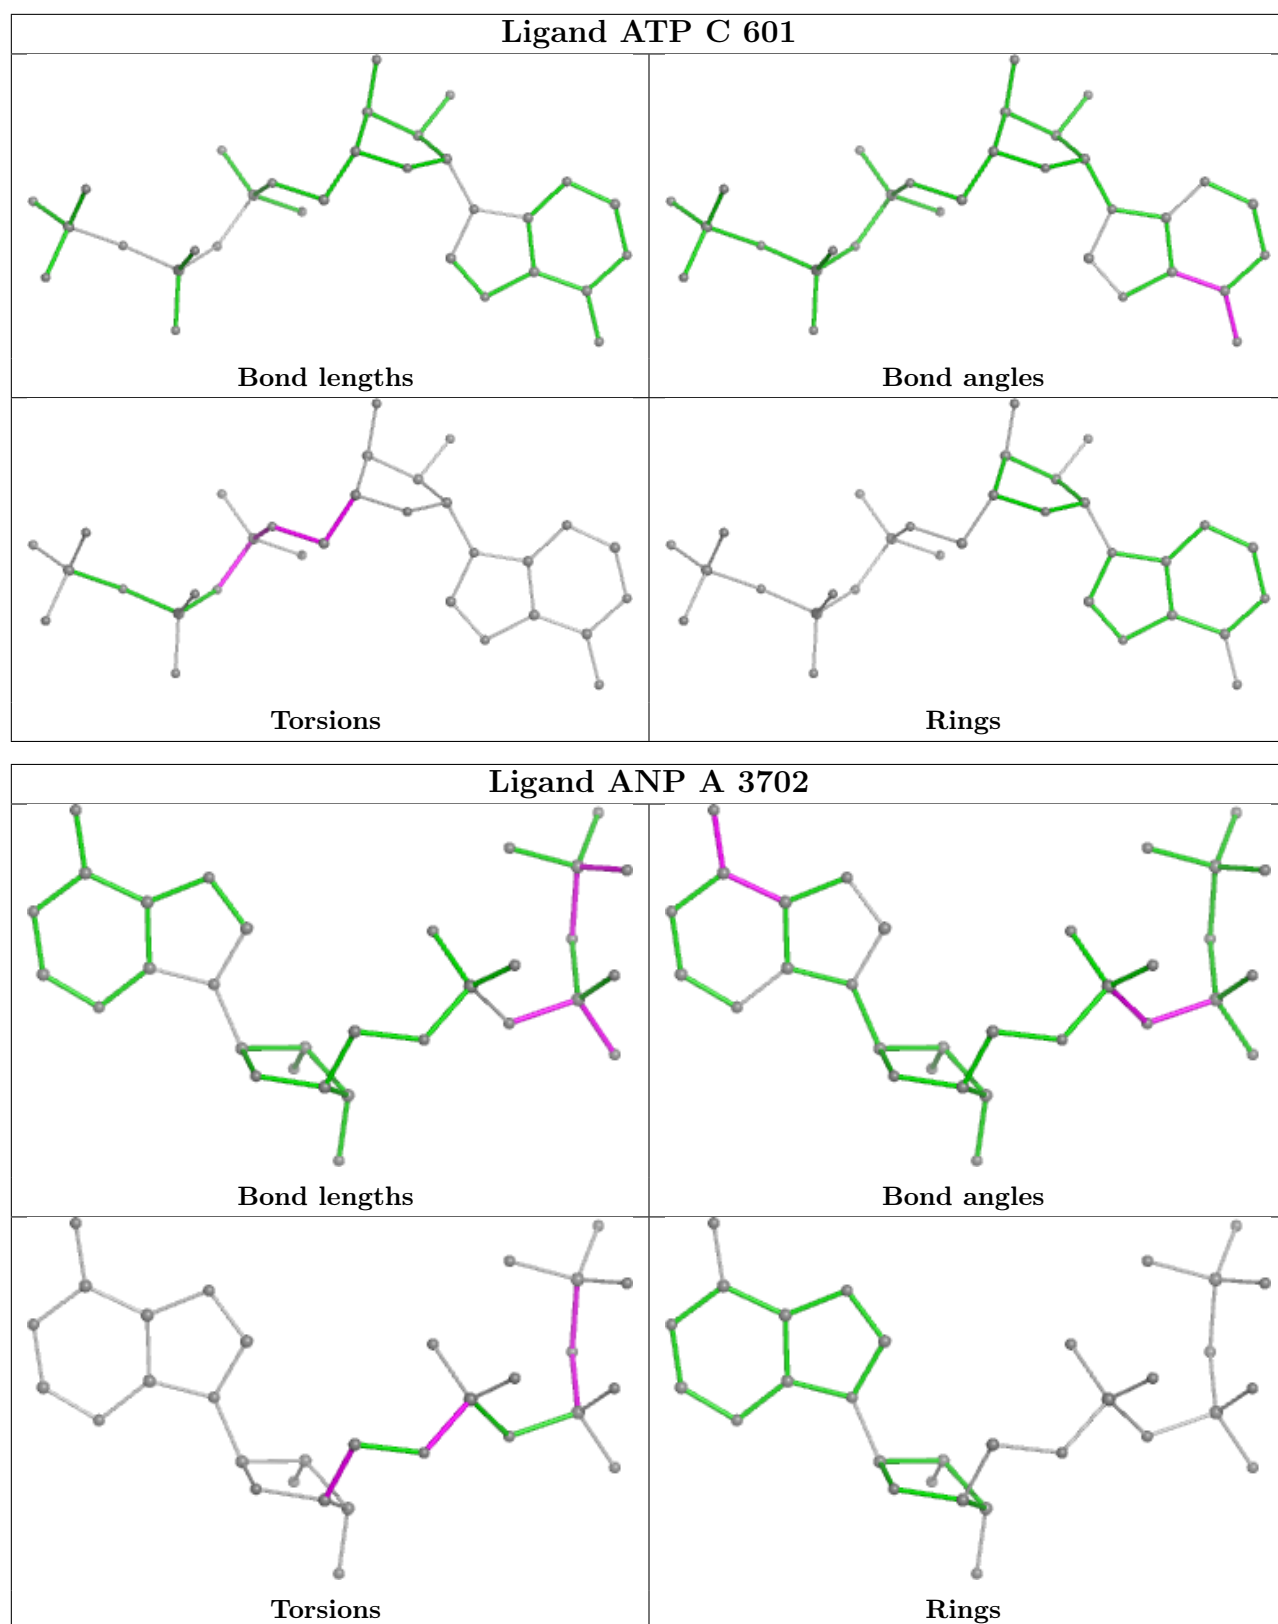 Ligand ATP C 601
Bond lengths
Bond angles
Torsions
Rings
Ligand ANP A 3702
Bond lengths
Bond angles
Torsions
Rings